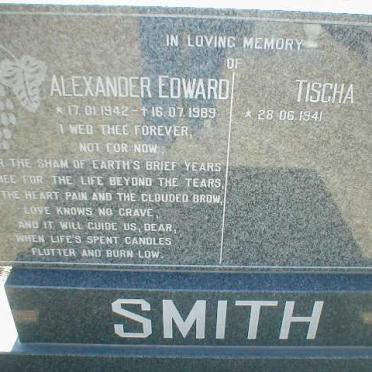 IN LOVING MEMORY
OF
ALEXANDER EDWARD
* 17.01.1942 - † 16.07.1989
I WED THEE FOREVER,
NOT FOR NOW
THE SHAM OF EARTH'S BRIEF YEARS
FOR THE LIFE BEYOND THE TEARS,
THE HEART PAIN AND THE CLOUDED BROW,
LOVE KNOWS NO GRAVE,
AND IT WILL GUIDE US, DEAR,
WHEN LIFE'S SPENT CANDLES
FLUTTER AND BURN LOW.
TISCHA
* 28.06.1941
SMITH